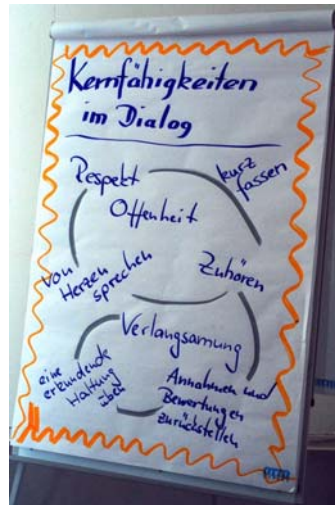 Kernfähigkeiten
im Dialog
Respekt
kurz
fassen
Offenheit
von
Herzen
sprechen
Zuhören
Verlangsamung
eine
erkundende
Haltung
üben
Annahmen und
Bewertungen
zurückstellen